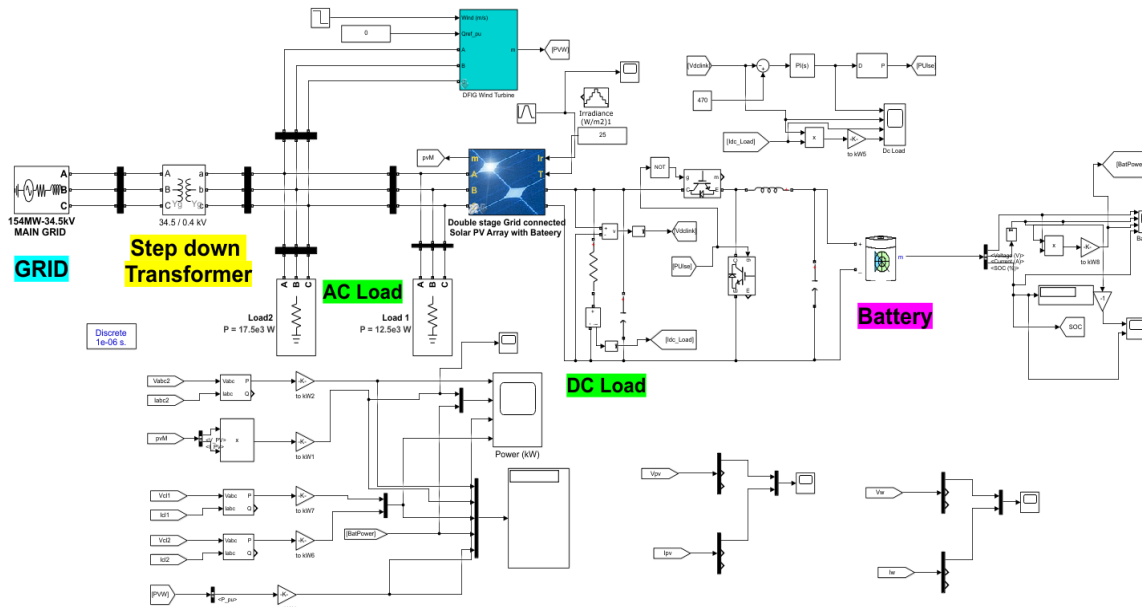 Wind (m/s)
0
Qref_pu
A
m
[PVW]
B
DFIG Wind Turbine
[Vdclink]
PI(s)
D
P
[PUlse
470
Irradiance
(W/m2)1
25
[Idc_Load]
x
-K-
to kW5
Dc Load
[BatPower]
pvM
m
Ir
A
T
B
NOT
g
m
C
E
A
B
C
A
B
C
a
b
c
Yg
Yg
154MW-34.5kV
MAIN GRID
34.5 / 0.4 kV
Double stage Grid connected
Solar PV Array with Bateery
GRID
Step down
Transformer
[Vdclink]
[PUlse]
+
m
x
-K-
to kW8
<Voltage (V)>
<Current (A)>
<SOC (%)>
-1
SOC
Battery
A
B
C
A
B
C
AC Load
Load2
P = 17.5e3 W
Load 1
P = 12.5e3 W
[Idc_Load]
DC Load
Discrete
1e-06 s.
Vabc2
Iabc2
Vabc
Iabc
P
Q
-K-
to kW2
pvM
x
-K-
to kW1
Power (kW)
Vcl1
Icl1
Vabc
Iabc
P
Q
-K-
to kW7
Vcl2
Icl2
Vabc
Iabc
P
Q
-K-
to kW6
[BatPower]
[PVW]
<P_pu>
-K-
Vpv
Ipv
Vw
Iw